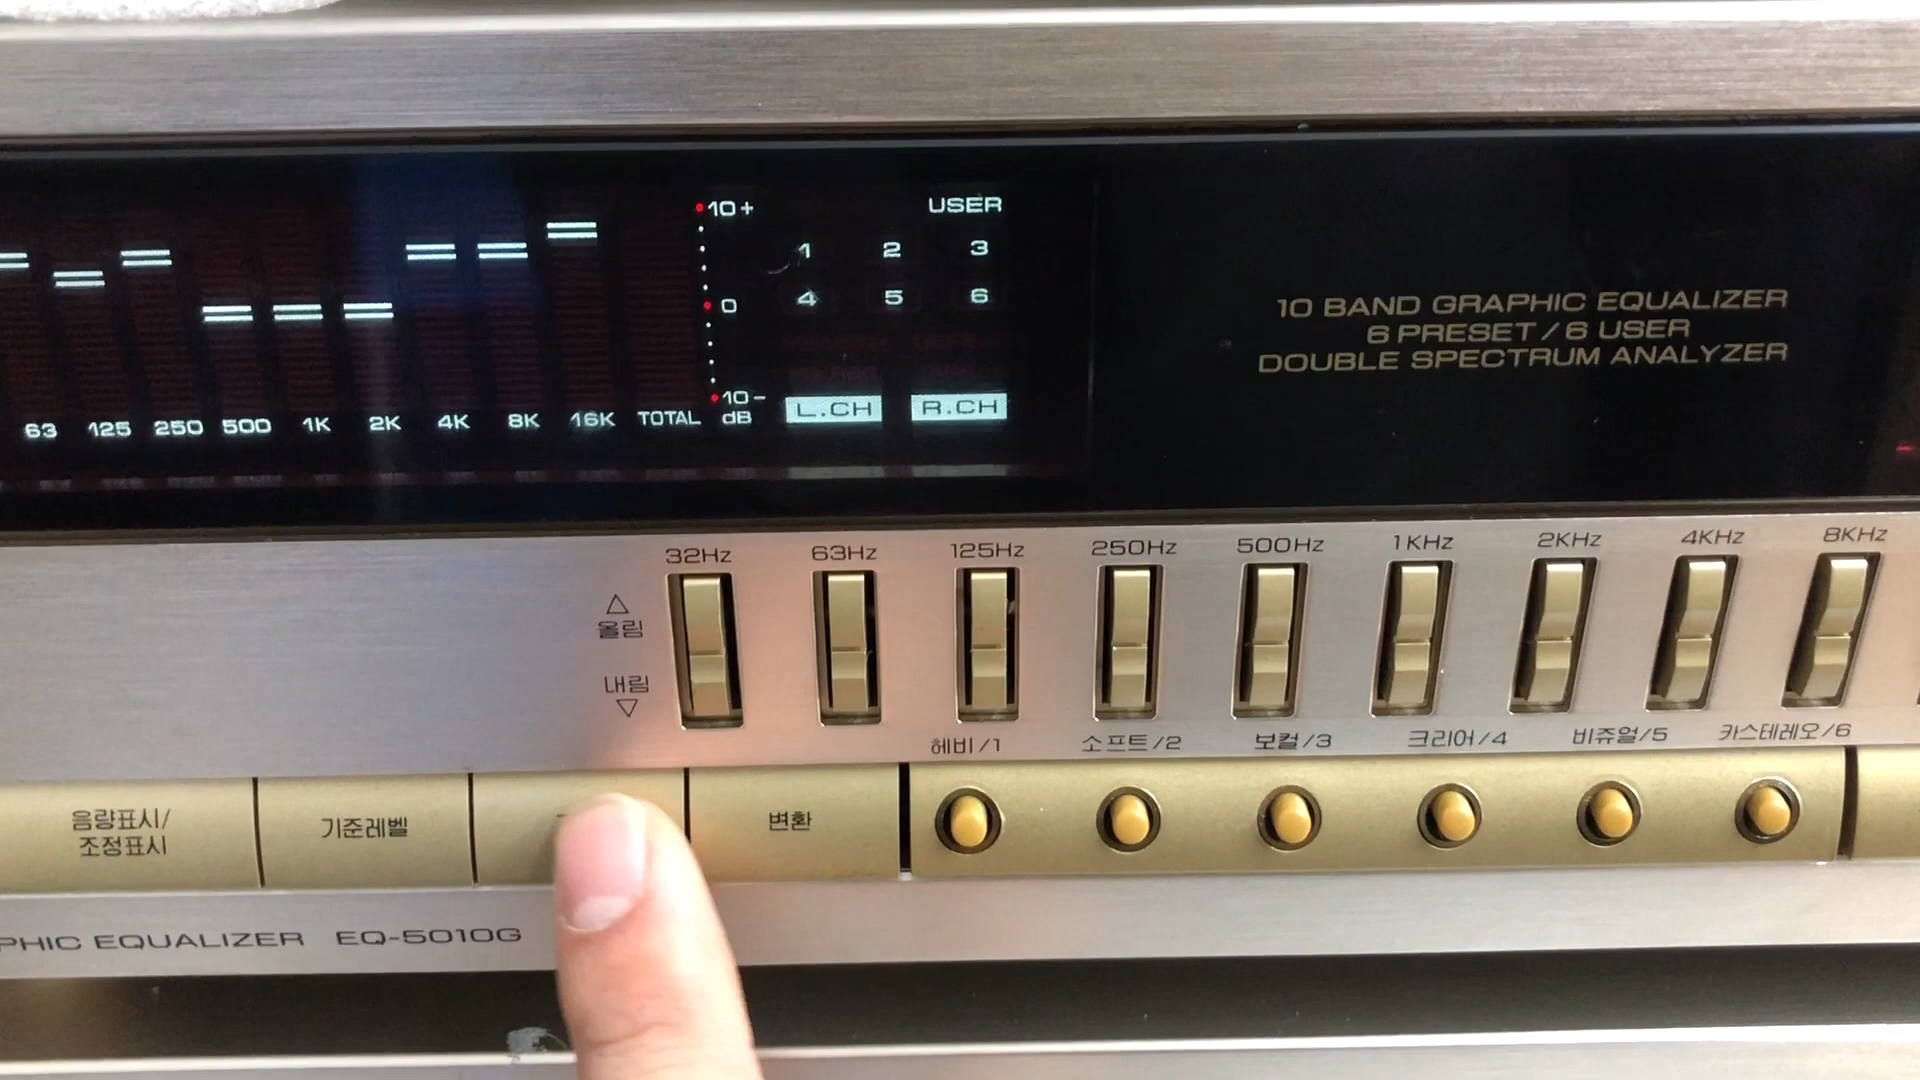 10+
USER
1 2 3
0
4 5 6
10-
63 125 250 500 1K 2K 4K 8K 16K TOTAL dB
L.CH R.CH
10 BAND GRAPHIC EQUALIZER
6 PRESET / 6 USER
DOUBLE SPECTRUM ANALYZER
32Hz 63Hz 125Hz 250Hz 500Hz 1KHz 2KHz 4KHz 8KHz
△
올림
내림
▽
헤비/1 소프트/2 보컬/3 크리어/4 비쥬얼/5 카스테레오/6
음량표시/
조정표시
기준레벨
변환
PHIC EQUALIZER EQ-5010G